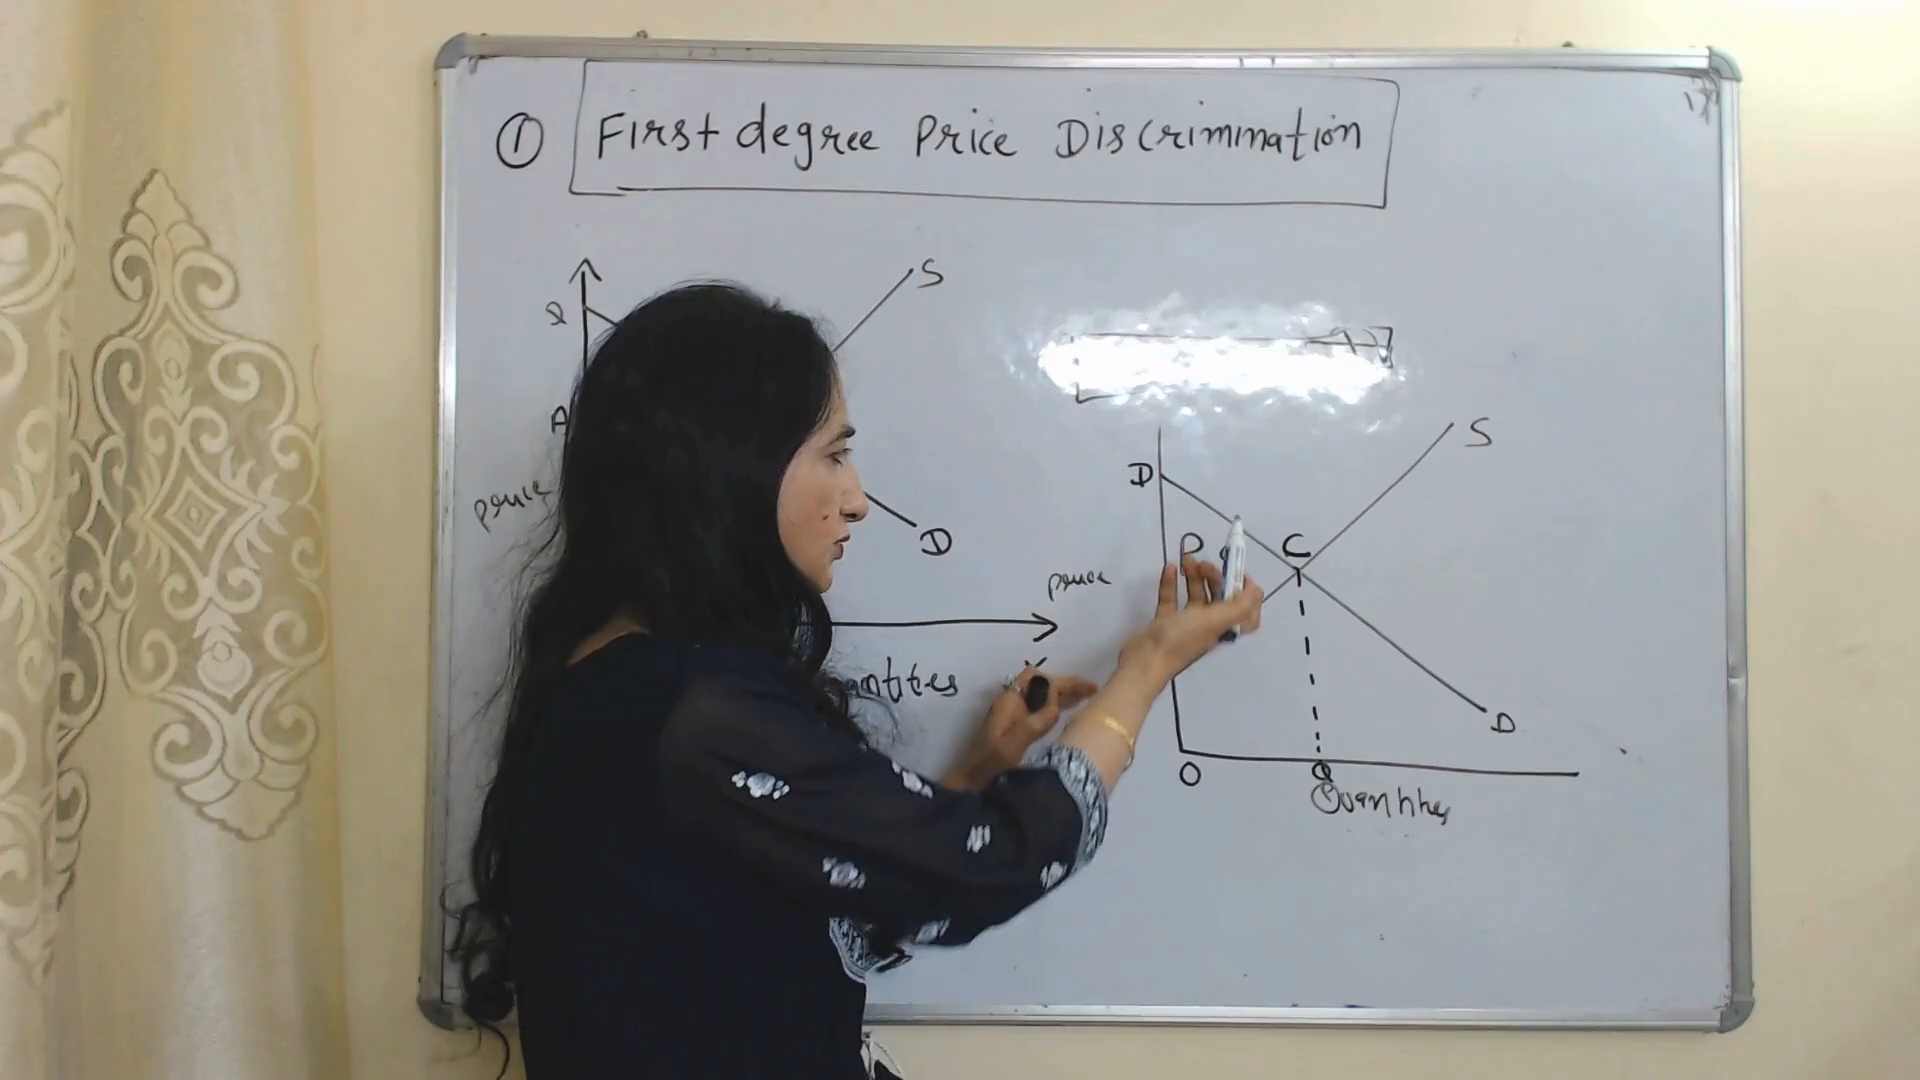 ① First degree Price Discrimination
S
A
price
D
price
S
D
P
C
D
O
Q
Quantities